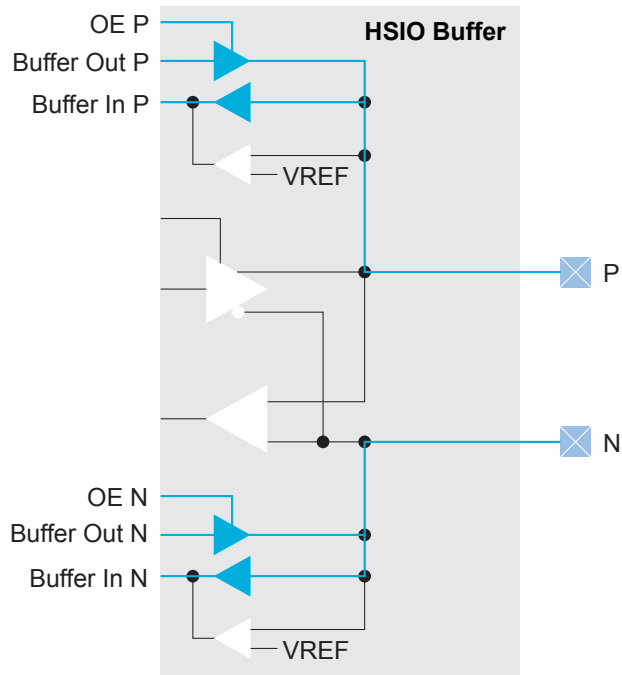 OE P
HSIO Buffer
Buffer Out P
Buffer In P
VREF
P
N
OE N
Buffer Out N
Buffer In N
VREF